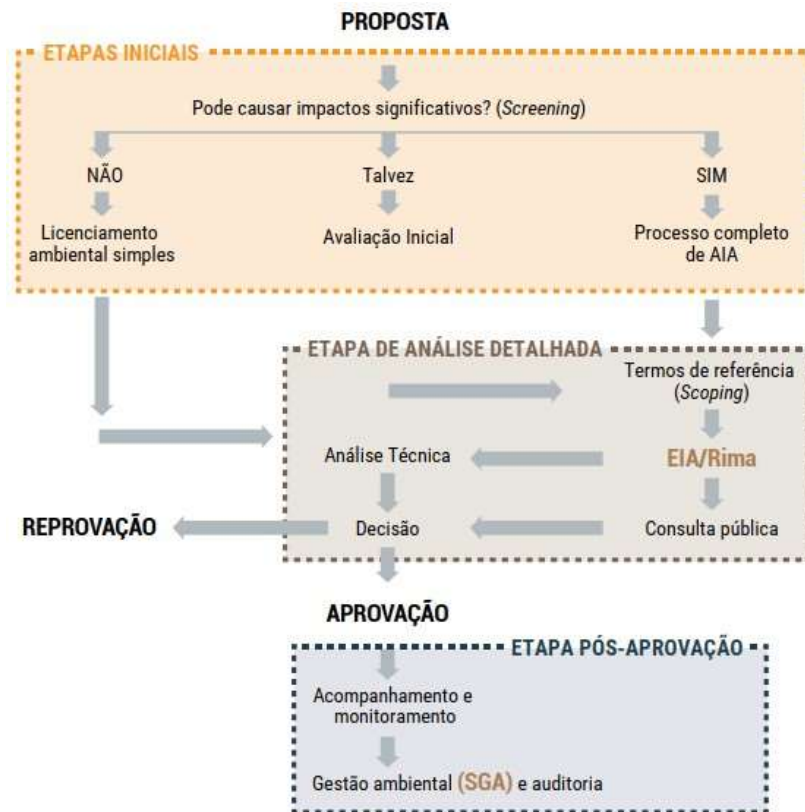 PROPOSTA
ETAPAS INICIAIS
Pode causar impactos significativos? (Screening)
NÃO
Talvez
SIM
Licenciamento
ambiental simples
Avaliação Inicial
Processo completo
de AIA
ETAPA DE ANÁLISE DETALHADA
Termos de referência
(Scoping)
Análise Técnica
EIA/Rima
REPROVAÇÃO
Decisão
Consulta pública
APROVAÇÃO
ETAPA PÓS-APROVAÇÃO
Acompanhamento e
monitoramento
Gestão ambiental (SGA) e auditoria